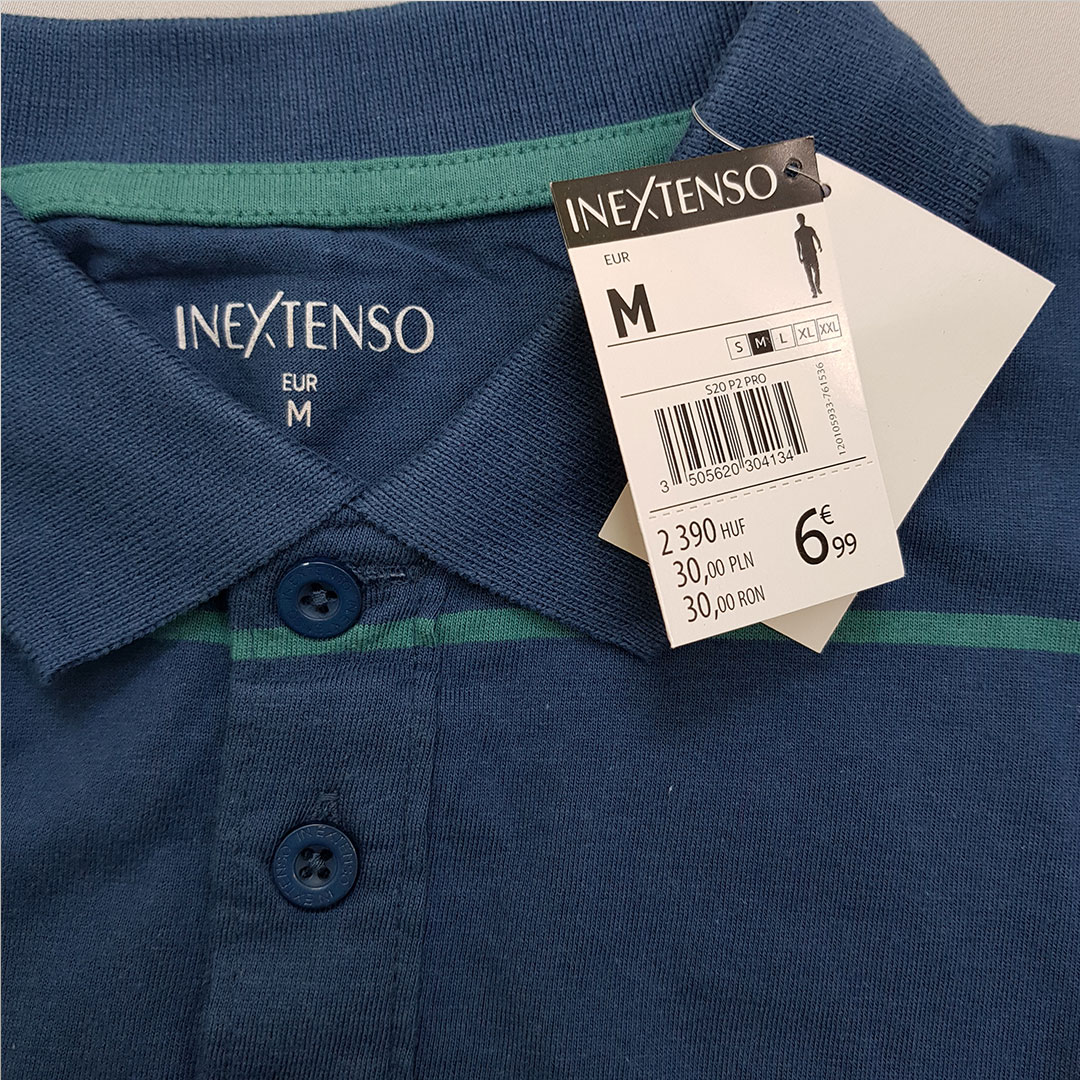 INEXTENSO
EUR
M
INEXTENSO
EUR
M
S M L XL XXL
S20 P2 PRO
120105933-761536
3 505620 304134
2 390 HUF
30,00 PLN
30,00 RON
6€99
INEXTENSO